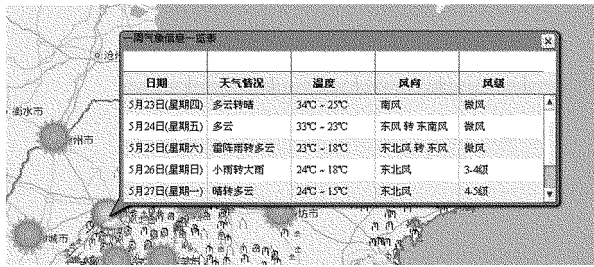 一周气象信息一览表
日期 天气情况 温度 风向 风级
5月23日(星期四) 多云转晴 34℃ ~ 25℃ 南风 微风
5月24日(星期五) 多云 33℃ ~ 23℃ 东风 转 东南风 微风
5月25日(星期六) 雷阵雨转多云 23℃ ~ 18℃ 东北风 转 东风 微风
5月26日(星期日) 小雨转大雨 24℃ ~ 18℃ 东北风 3-4级
5月27日(星期一) 晴转多云 24℃ ~ 15℃ 东北风 4-5级
衡水市
州市
城市
坊市